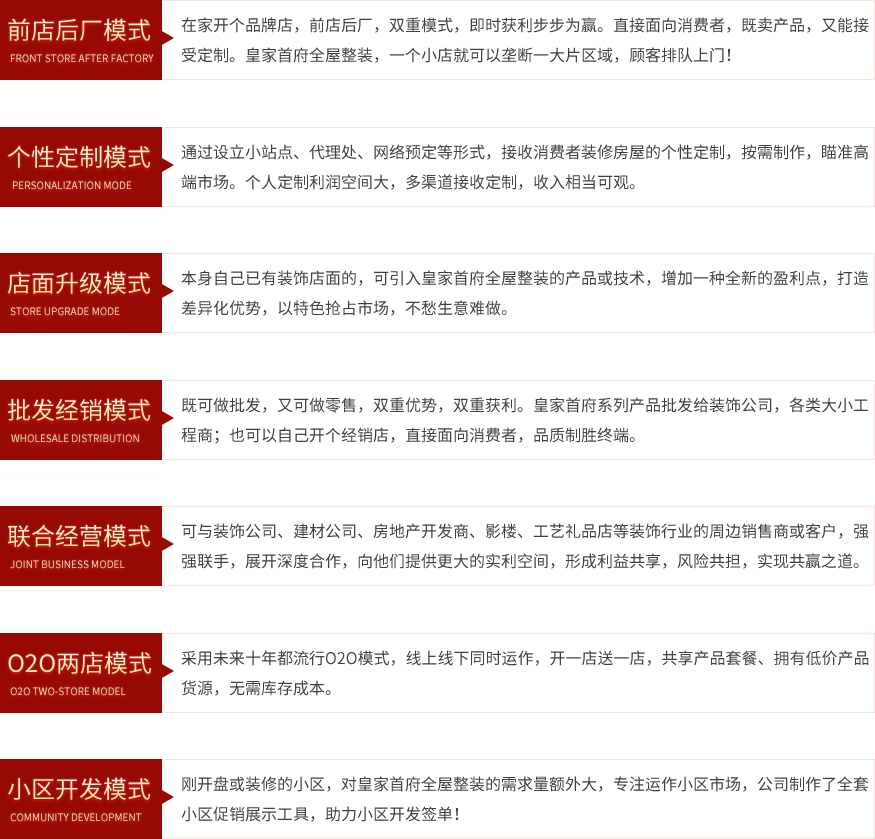 前店后厂模式
FRONT STORE AFTER FACTORY
在家开个品牌店，前店后厂，双重模式，即时获利步步为赢。直接面向消费者，既卖产品，又能接
受定制。皇家首府全屋整装，一个小店就可以垄断一大片区域，顾客排队上门！
个性定制模式
PERSONALIZATION MODE
通过设立小站点、代理处、网络预定等形式，接收消费者装修房屋的个性定制，按需制作，瞄准高
端市场。个人定制利润空间大，多渠道接收定制，收入相当可观。
店面升级模式
STORE UPGRADE MODE
本身自己已有装饰店面的，可引入皇家首府全屋整装的产品或技术，增加一种全新的盈利点，打造
差异化优势，以特色抢占市场，不愁生意难做。
批发经销模式
WHOLESALE DISTRIBUTION
既可做批发，又可做零售，双重优势，双重获利。皇家首府系列产品批发给装饰公司，各类大小工
程商；也可以自己开个经销店，直接面向消费者，品质制胜终端。
联合经营模式
JOINT BUSINESS MODEL
可与装饰公司、建材公司、房地产开发商、影楼、工艺礼品店等装饰行业的周边销售商或客户，强
强联手，展开深度合作，向他们提供更大的实利空间，形成利益共享，风险共担，实现共赢之道。
O2O两店模式
O2O TWO-STORE MODEL
采用未来十年都流行O2O模式，线上线下同时运作，开一店送一店，共享产品套餐、拥有低价产品
货源，无需库存成本。
小区开发模式
COMMUNITY DEVELOPMENT
刚开盘或装修的小区，对皇家首府全屋整装的需求量额外大，专注运作小区市场，公司制作了全套
小区促销展示工具，助力小区开发签单！